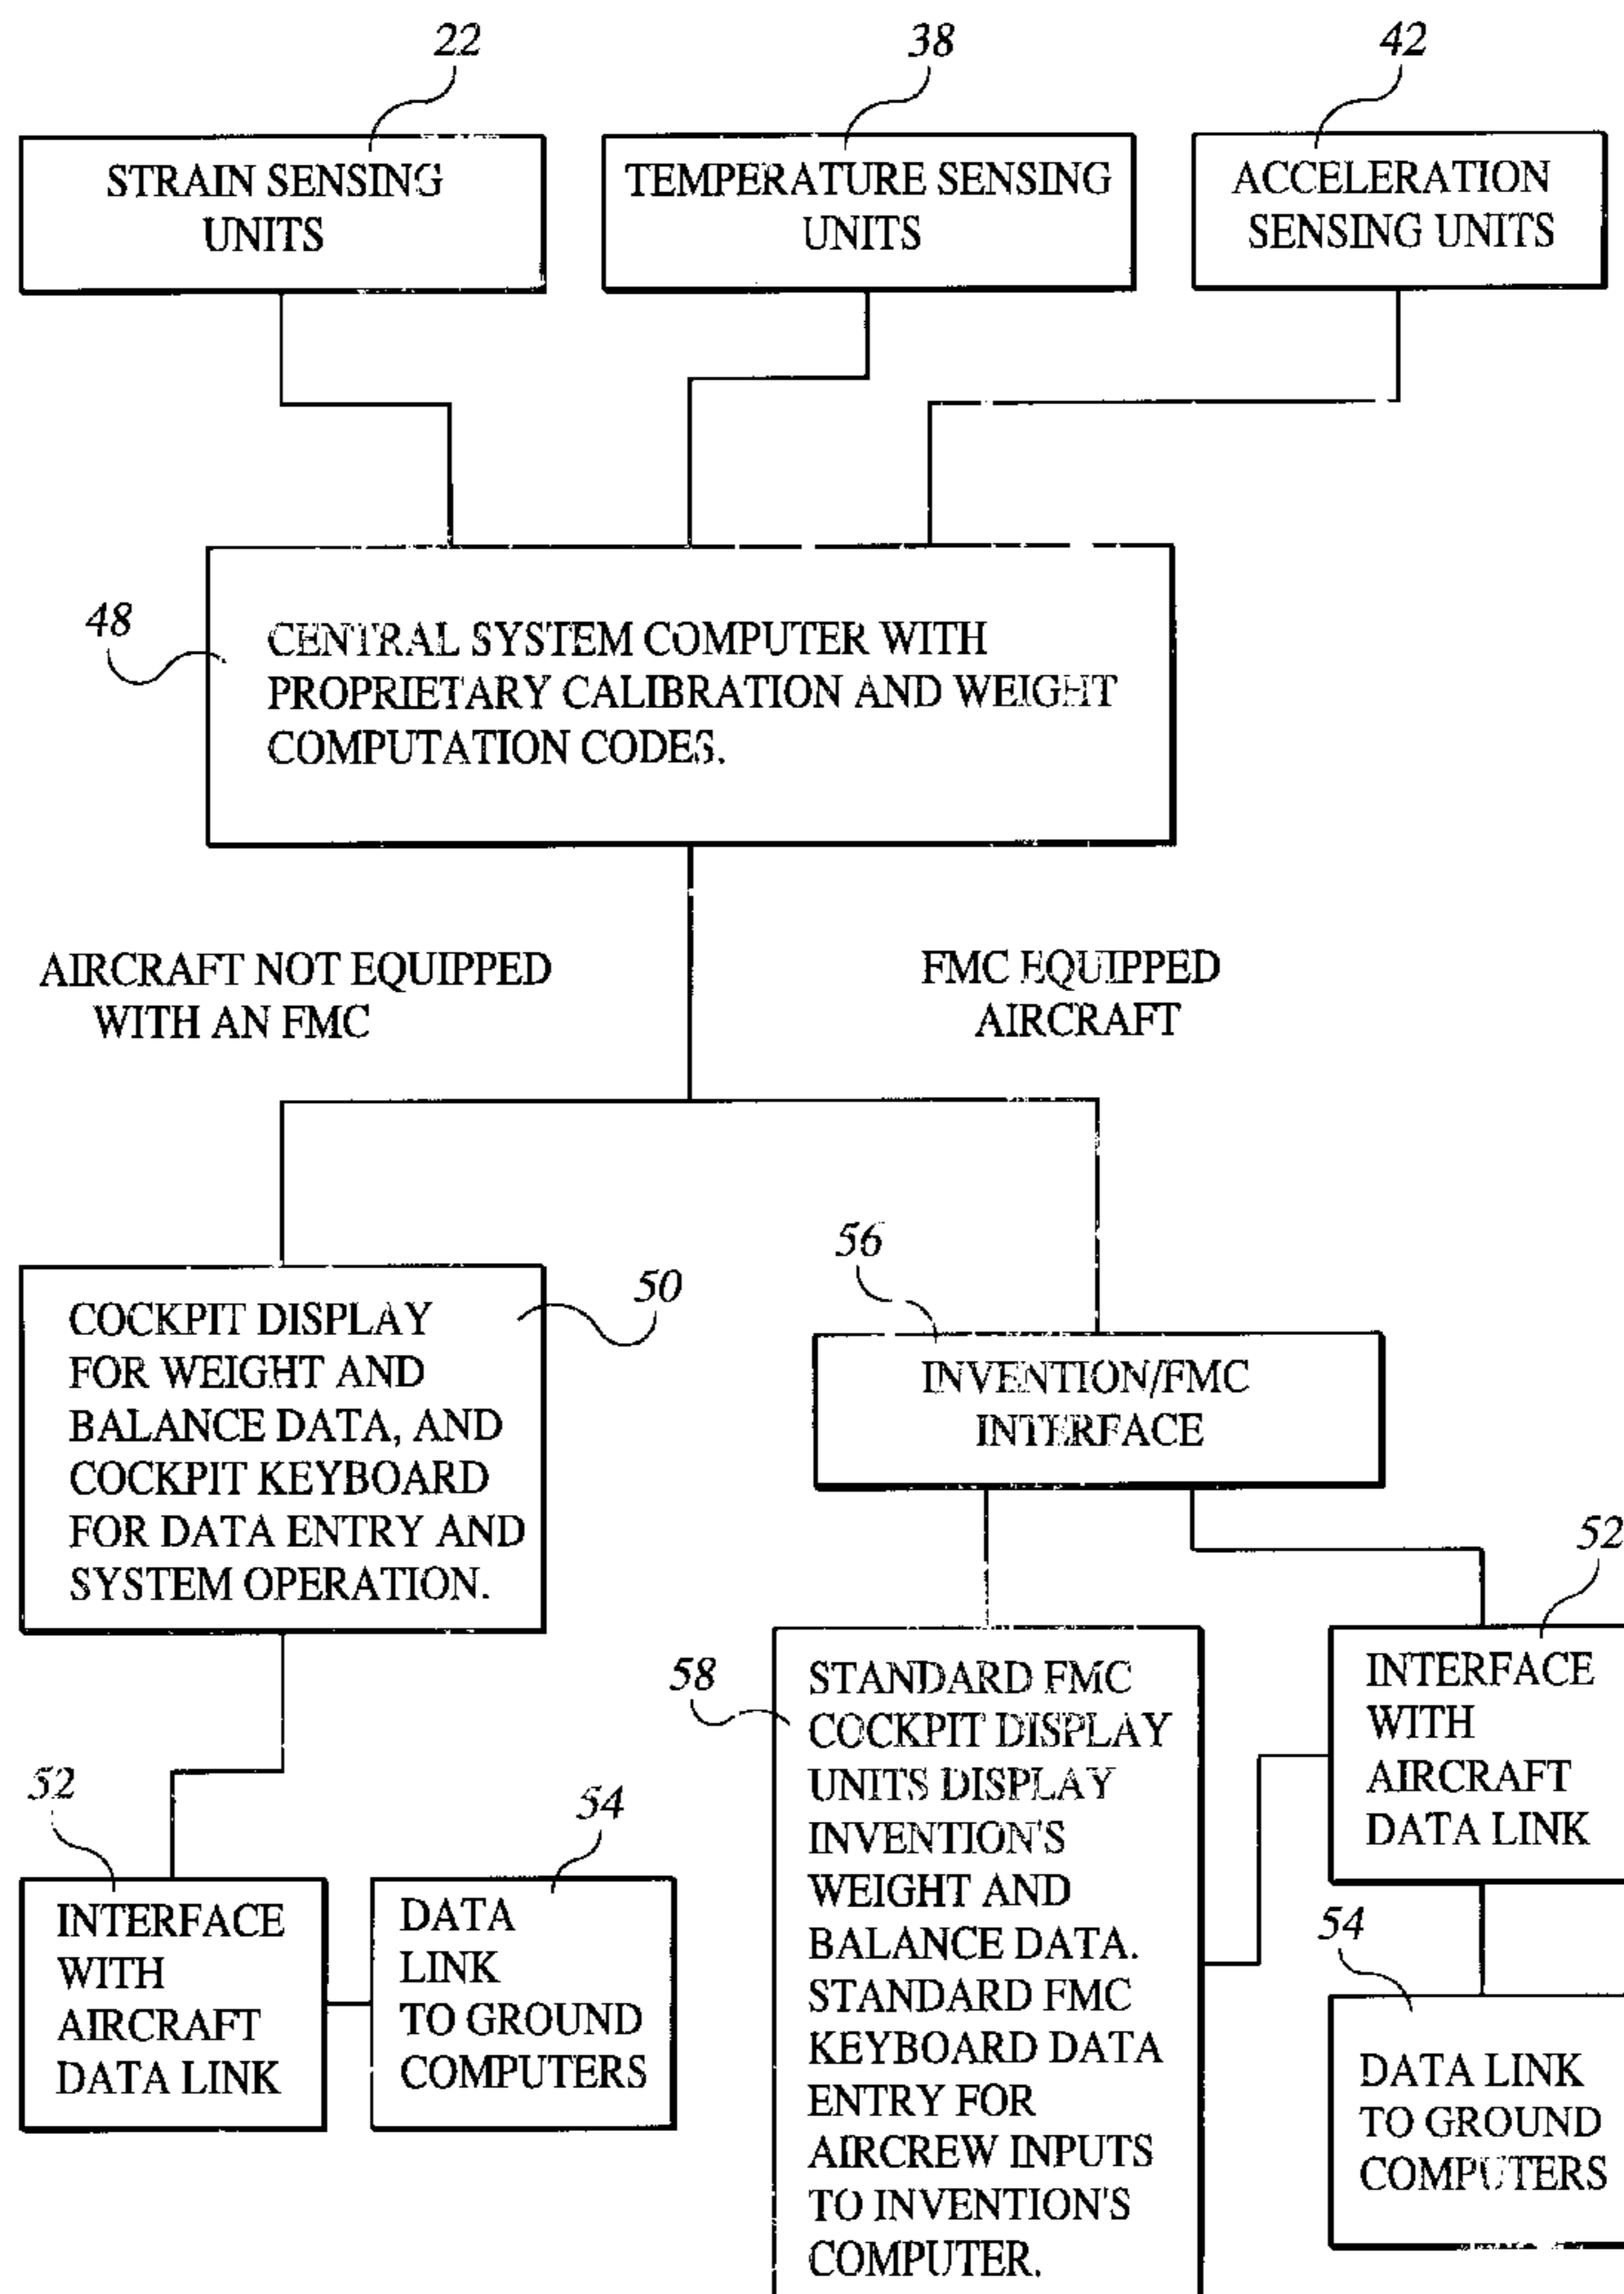 22
38
42
STRAIN SENSING
UNITS
TEMPERATURE SENSING
UNITS
ACCELERATION
SENSING UNITS
48
CENTRAL SYSTEM COMPUTER WITH
PROPRIETARY CALIBRATION AND WEIGHT
COMPUTATION CODES.
AIRCRAFT NOT EQUIPPED
WITH AN FMC
FMC EQUIPPED
AIRCRAFT
50
COCKPIT DISPLAY
FOR WEIGHT AND
BALANCE DATA, AND
COCKPIT KEYBOARD
FOR DATA ENTRY AND
SYSTEM OPERATION.
56
INVENTION/FMC
INTERFACE
52
INTERFACE
WITH
AIRCRAFT
DATA LINK
54
DATA
LINK
TO GROUND
COMPUTERS
58
STANDARD FMC
COCKPIT DISPLAY
UNITS DISPLAY
INVENTION'S
WEIGHT AND
BALANCE DATA.
STANDARD FMC
KEYBOARD DATA
ENTRY FOR
AIRCREW INPUTS
TO INVENTION'S
COMPUTER.
52
INTERFACE
WITH
AIRCRAFT
DATA LINK
54
DATA LINK
TO GROUND
COMPUTERS